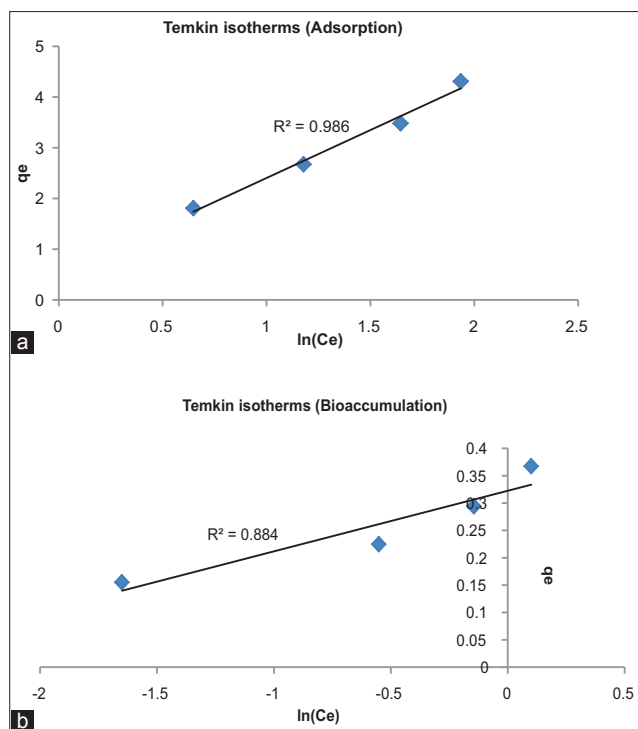 Temkin isotherms (Adsorption)
5
4
3
2
1
0
qe
R² = 0.986
0
0.5
1
1.5
2
2.5
ln(Ce)
a
Temkin isotherms (Bioaccumulation)
0.4
0.35
0.3
0.25
0.2
0.15
0.1
0.05
0
qe
R² = 0.884
-2
-1.5
-1
-0.5
0
0.5
ln(Ce)
b